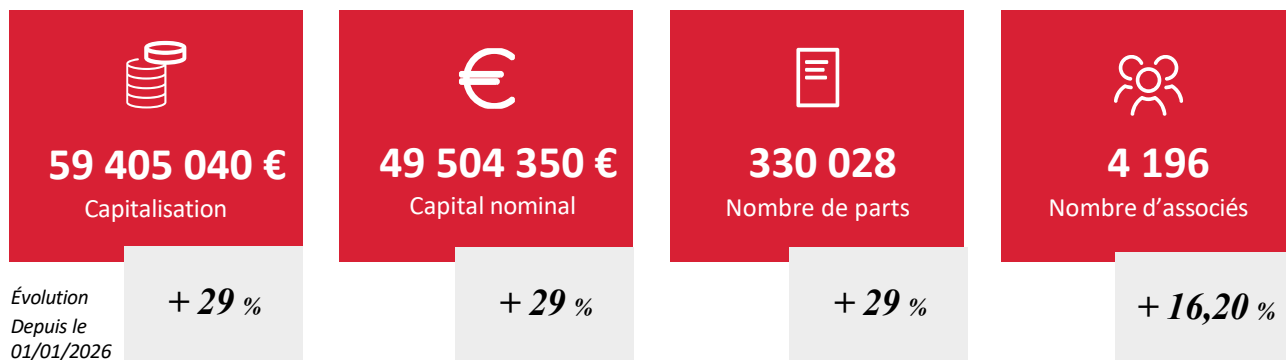 59 405 040 €
Capitalisation
49 504 350 €
Capital nominal
330 028
Nombre de parts
4 196
Nombre d’associés
Évolution
Depuis le
01/01/2026
+ 29 %
+ 29 %
+ 29 %
+ 16,20 %